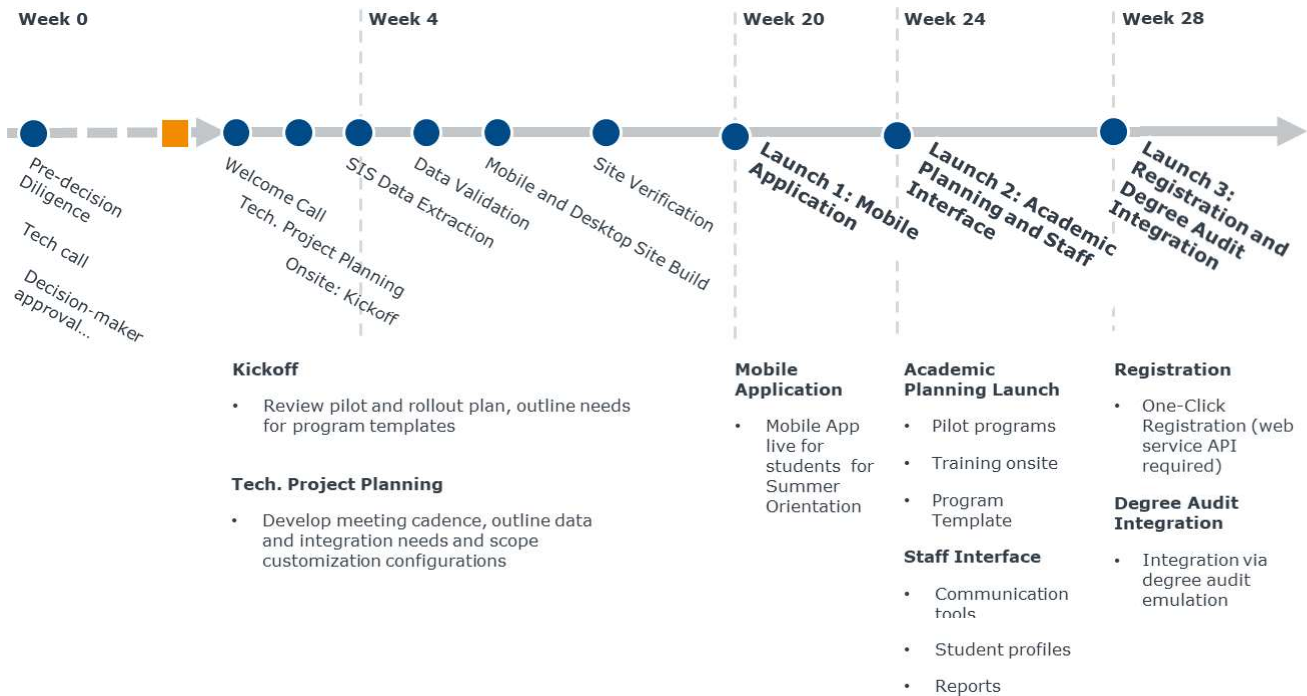 Week 0
Week 4
Week 20
Week 24
Week 28
Pre-decision
Diligence
Tech call
Decision-maker
approval...
Welcome Call
Tech. Project Planning
Onsite: Kickoff
SIS Data Extraction
Data Validation
Mobile and Desktop Site Build
Site Verification
Launch 1: Mobile
Application
Launch 2: Academic
Planning and Staff
Interface
Launch 3:
Registration and
Degree Audit
Integration
Kickoff
• Review pilot and rollout plan, outline needs
for program templates
Tech. Project Planning
• Develop meeting cadence, outline data
and integration needs and scope
customization configurations
Mobile
Application
• Mobile App
live for
students for
Summer
Orientation
Academic
Planning Launch
• Pilot programs
• Training onsite
• Program
Template
Staff Interface
• Communication
tools
• Student profiles
• Reports
Registration
• One-Click
Registration (web
service API
required)
Degree Audit
Integration
• Integration via
degree audit
emulation